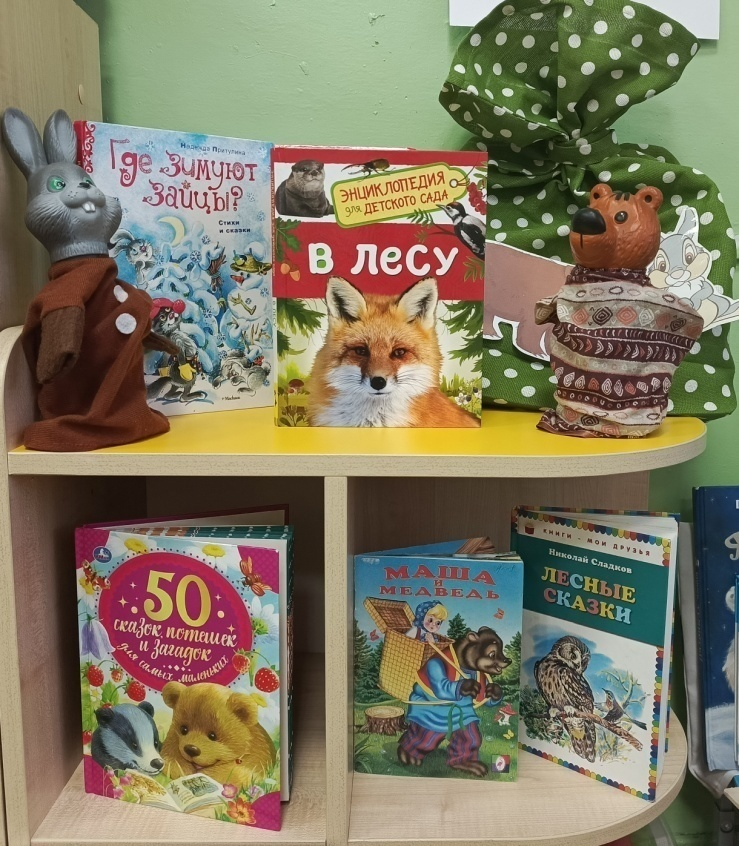 Надежда Притулина
Где зимуют
зайцы?
Стихи
и сказки
ЭНЦИКЛОПЕДИЯ
для ДЕТСКОГО САДА
В ЛЕСУ
50
сказок, потешек
и загадок
для самых маленьких
МАША
И
МЕДВЕДЬ
КНИГИ - МОИ ДРУЗЬЯ
Николай Сладков
ЛЕСНЫЕ
СКАЗКИ